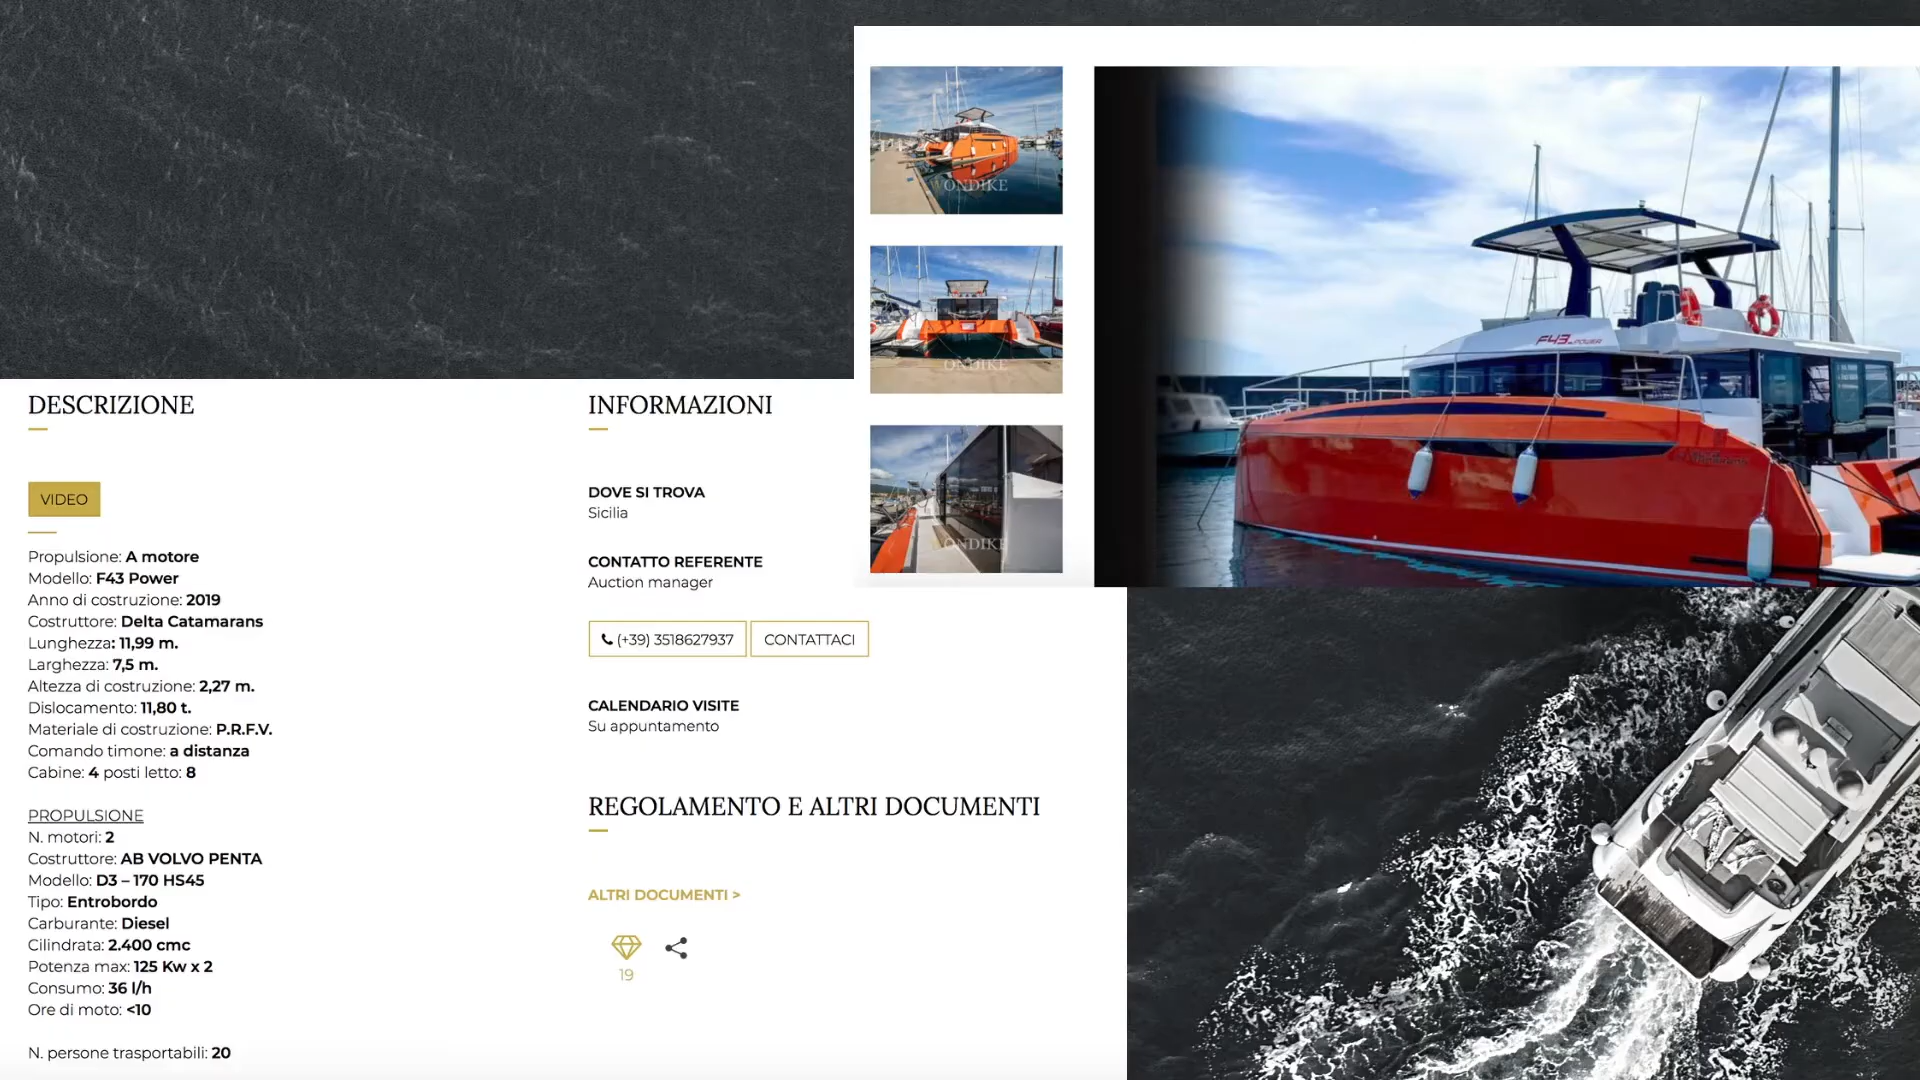 DESCRIZIONE
VIDEO
Propulsione: A motore
Modello: F43 Power
Anno di costruzione: 2019
Costruttore: Delta Catamarans
Lunghezza: 11,99 m.
Larghezza: 7,5 m.
Altezza di costruzione: 2,27 m.
Dislocamento: 11,80 t.
Materiale di costruzione: P.R.F.V.
Comando timone: a distanza
Cabine: 4 posti letto: 8
PROPULSIONE
N. motori: 2
Costruttore: AB VOLVO PENTA
Modello: D3 – 170 HS45
Tipo: Entrobordo
Carburante: Diesel
Cilindrata: 2.400 cmc
Potenza max: 125 Kw x 2
Consumo: 36 l/h
Ore di moto: <10
N. persone trasportabili: 20
INFORMAZIONI
DOVE SI TROVA
Sicilia
CONTATTO REFERENTE
Auction manager
(+39) 3518627937
CONTATTACI
CALENDARIO VISITE
Su appuntamento
REGOLAMENTO E ALTRI DOCUMENTI
ALTRI DOCUMENTI >
19
WONDIKE
ONDIKE
WONDIKE
F43 POWER